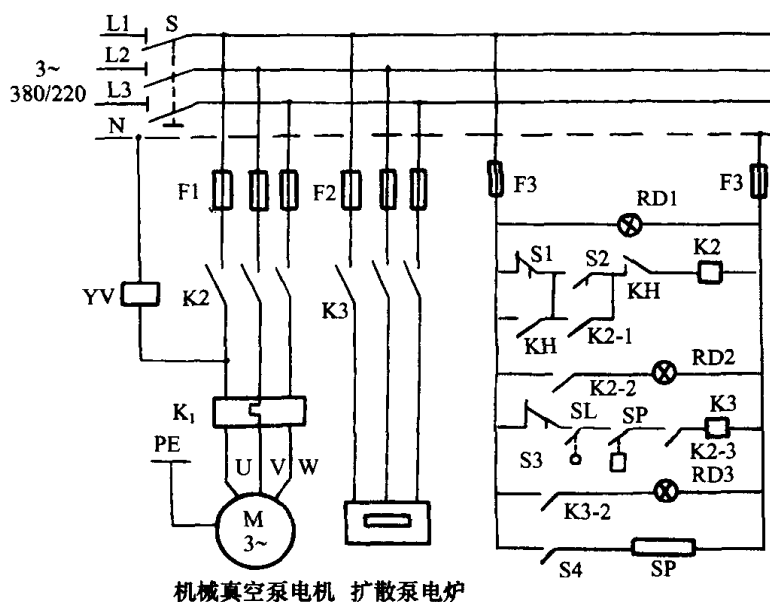 L1 S
L2
3~
380/220
L3
N
F1
F2
F3
F3
RD1
S1
S2
K2
KH
YV
K2
K3
KH
K2-1
RD2
K2-2
K₁
SL
SP
K3
PE
S3
K2-3
U V W
RD3
M
3~
K3-2
S4
SP
机械真空泵电机 扩散泵电炉